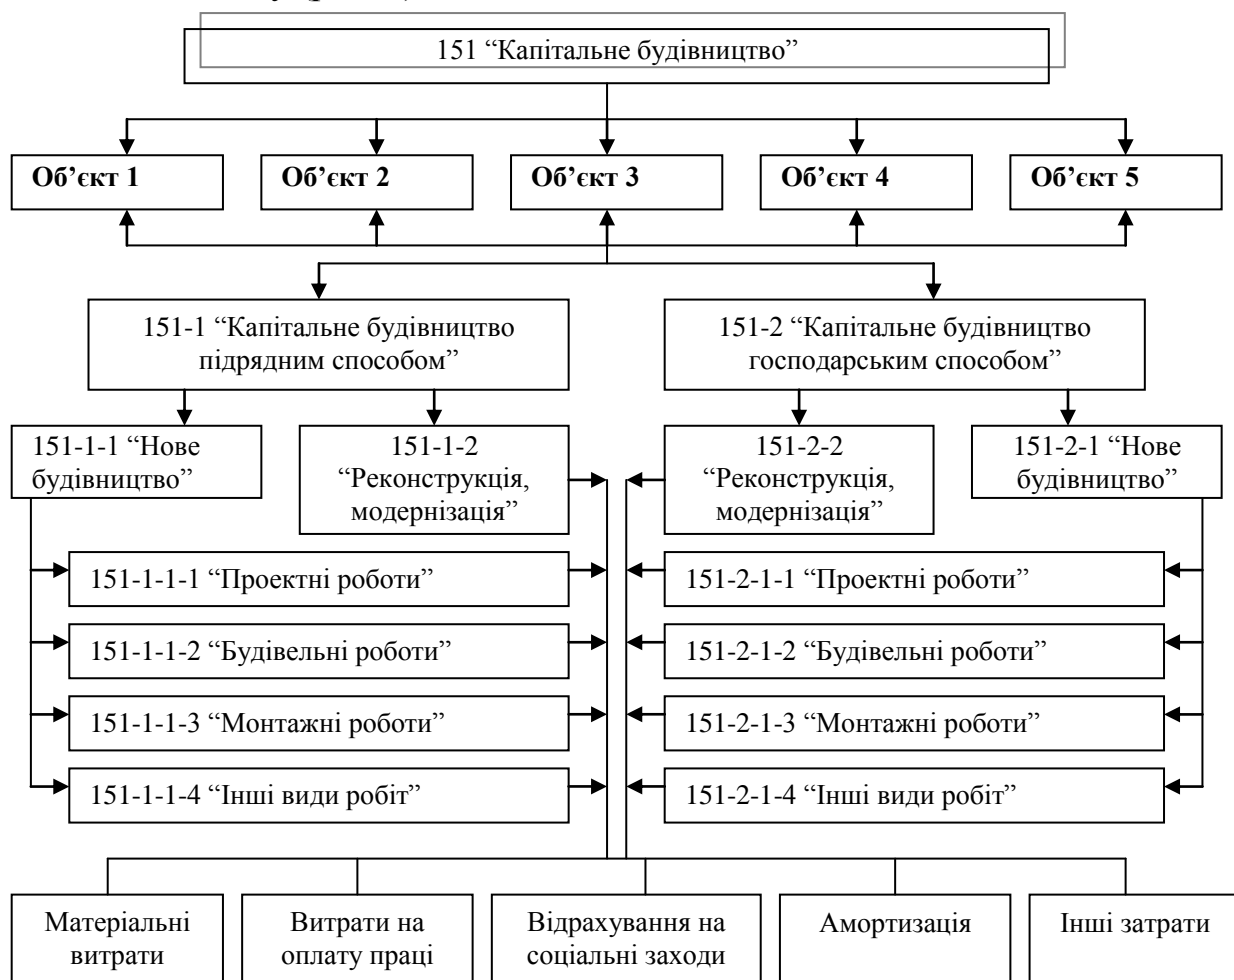 151 “Капітальне будівництво”
Об’єкт 1
Об’єкт 2
Об’єкт 3
Об’єкт 4
Об’єкт 5
151-1 “Капітальне будівництво
підрядним способом”
151-2 “Капітальне будівництво
господарським способом”
151-1-1 “Нове
будівництво”
151-1-2
“Реконструкція,
модернізація”
151-2-2
“Реконструкція,
модернізація”
151-2-1 “Нове
будівництво”
151-1-1-1 “Проектні роботи”
151-2-1-1 “Проектні роботи”
151-1-1-2 “Будівельні роботи”
151-2-1-2 “Будівельні роботи”
151-1-1-3 “Монтажні роботи”
151-2-1-3 “Монтажні роботи”
151-1-1-4 “Інші види робіт”
151-2-1-4 “Інші види робіт”
Матеріальні
витрати
Витрати на
оплату праці
Відрахування на
соціальні заходи
Амортизація
Інші затрати